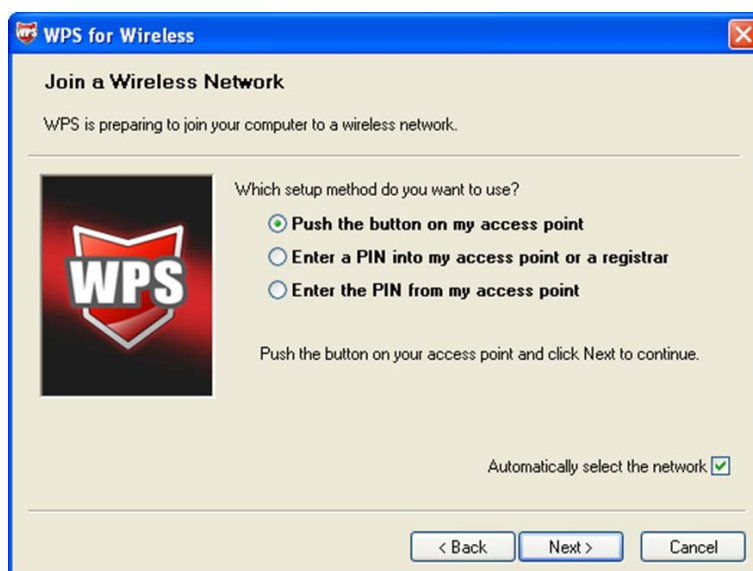 WPS for Wireless
Join a Wireless Network
WPS is preparing to join your computer to a wireless network.
Which setup method do you want to use?
Push the button on my access point
WPS
Enter a PIN into my access point or a registrar
Enter the PIN from my access point
Push the button on your access point and click Next to continue.
Automatically select the network
< Back Next > Cancel